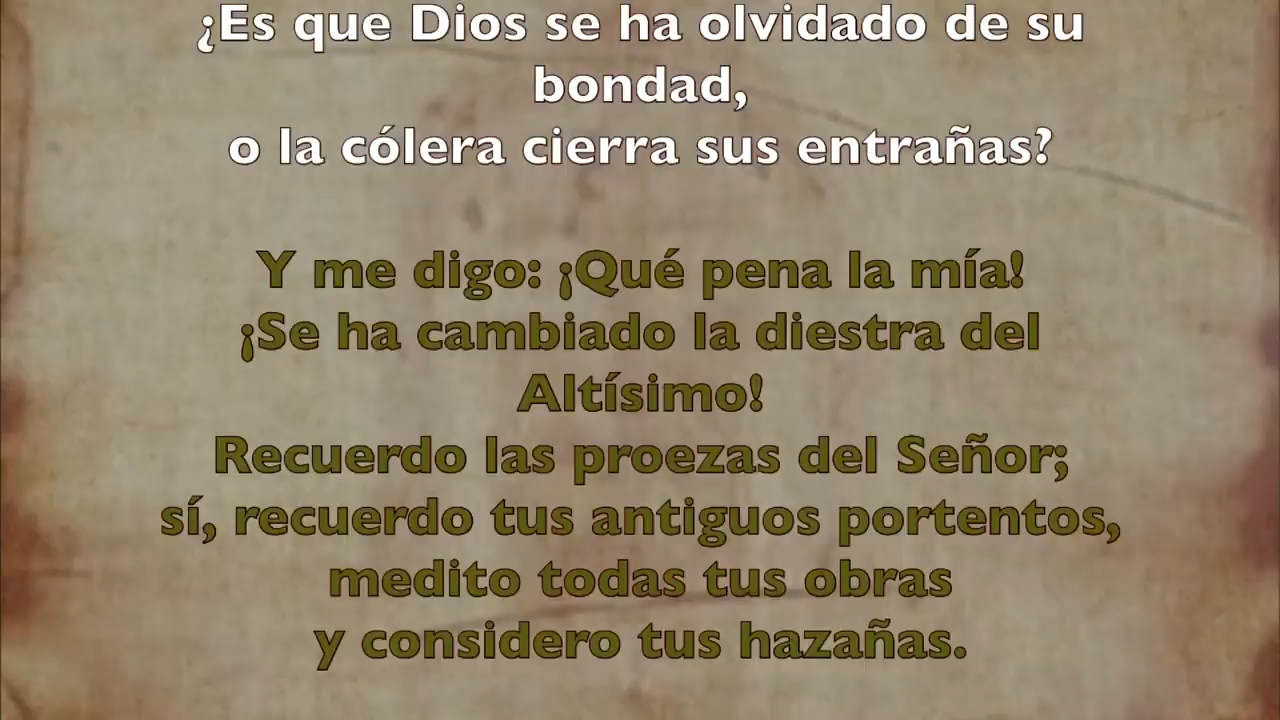 ¿Es que Dios se ha olvidado de su
bondad,
o la cólera cierra sus entrañas?
Y me digo: ¡Qué pena la mía!
¡Se ha cambiado la diestra del
Altísimo!
Recuerdo las proezas del Señor;
sí, recuerdo tus antiguos portentos,
medito todas tus obras
y considero tus hazañas.